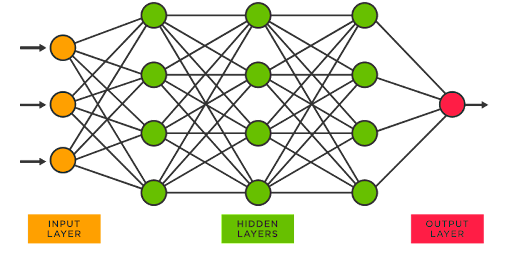 INPUT
LAYER
HIDDEN
LAYERS
OUTPUT
LAYER